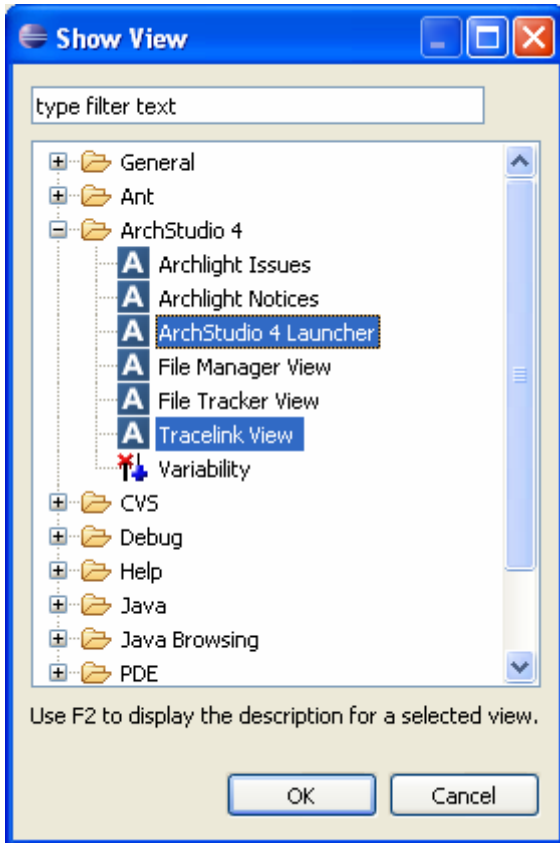 Show View
type filter text
General
Ant
ArchStudio 4
A Archlight Issues
A Archlight Notices
A ArchStudio 4 Launcher
A File Manager View
A File Tracker View
A Tracelink View
Variability
CVS
Debug
Help
Java
Java Browsing
PDE
Use F2 to display the description for a selected view.
OK Cancel